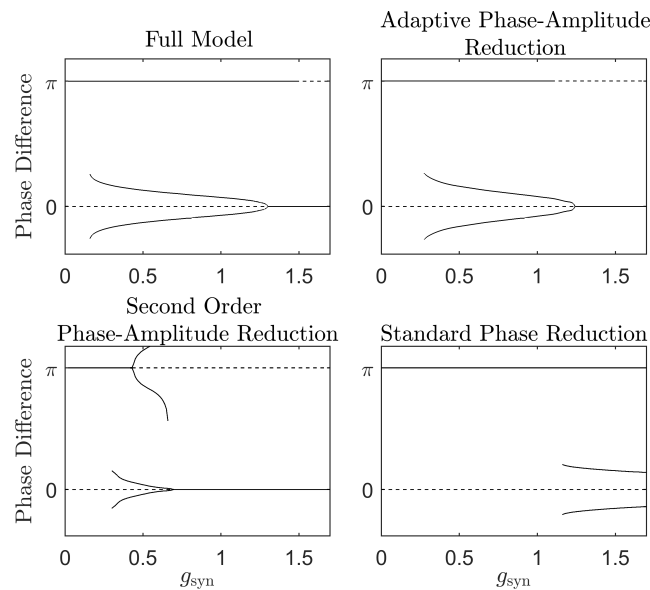 Full Model
Adaptive Phase-Amplitude
Reduction
Phase Difference
π
0
0
0.5
1
1.5
π
0
0
0.5
1
1.5
Second Order
Phase-Amplitude Reduction
Standard Phase Reduction
Phase Difference
π
0
0
0.5
1
1.5
g_syn
π
0
0
0.5
1
1.5
g_syn